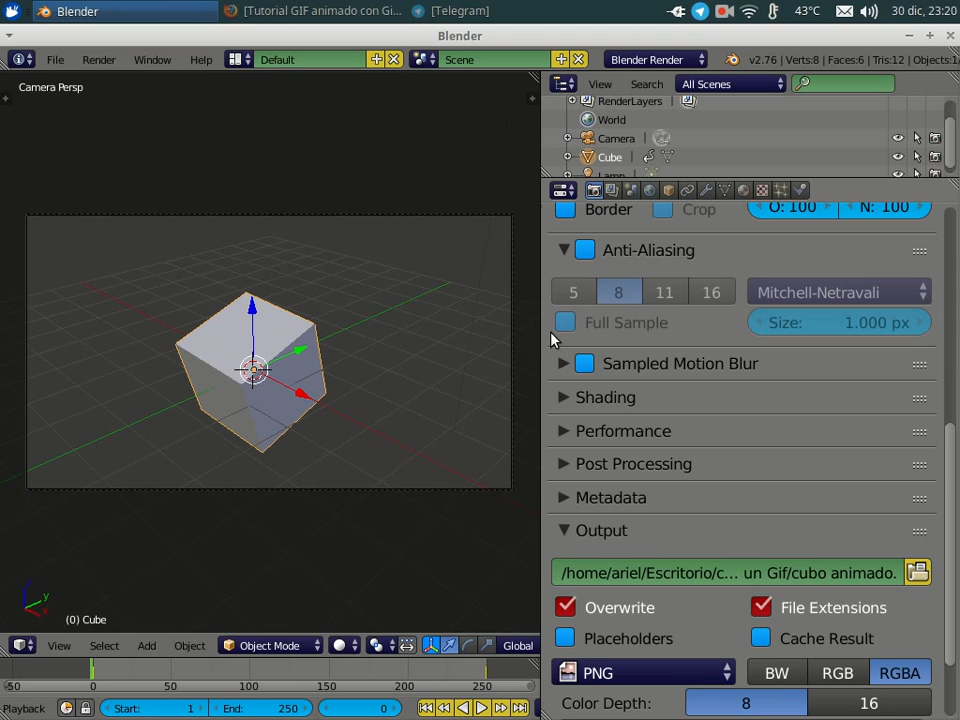 Blender
[Tutorial GIF animado con Gi...
[Telegram]
43°C
30 dic, 23:20
Blender
File
Render
Window
Help
Default
Scene
Blender Render
v2.76 | Verts:8 | Faces:6 | Tris:12 | Objects:1/
Camera Persp
View
Search
All Scenes
RenderLayers
World
Camera
Cube
Lamp
Border
Crop
O: 100
N: 100
Anti-Aliasing
5
8
11
16
Mitchell-Netravali
Full Sample
Size: 1.000 px
Sampled Motion Blur
Shading
Performance
Post Processing
Metadata
Output
/home/ariel/Escritorio/c... un Gif/cubo animado.
Overwrite
File Extensions
Placeholders
Cache Result
PNG
BW
RGB
RGBA
Color Depth:
8
16
y
x
(0) Cube
View
Select
Add
Object
Object Mode
Global
-50
0
50
100
150
200
250
Playback
Start: 1
End: 250
0